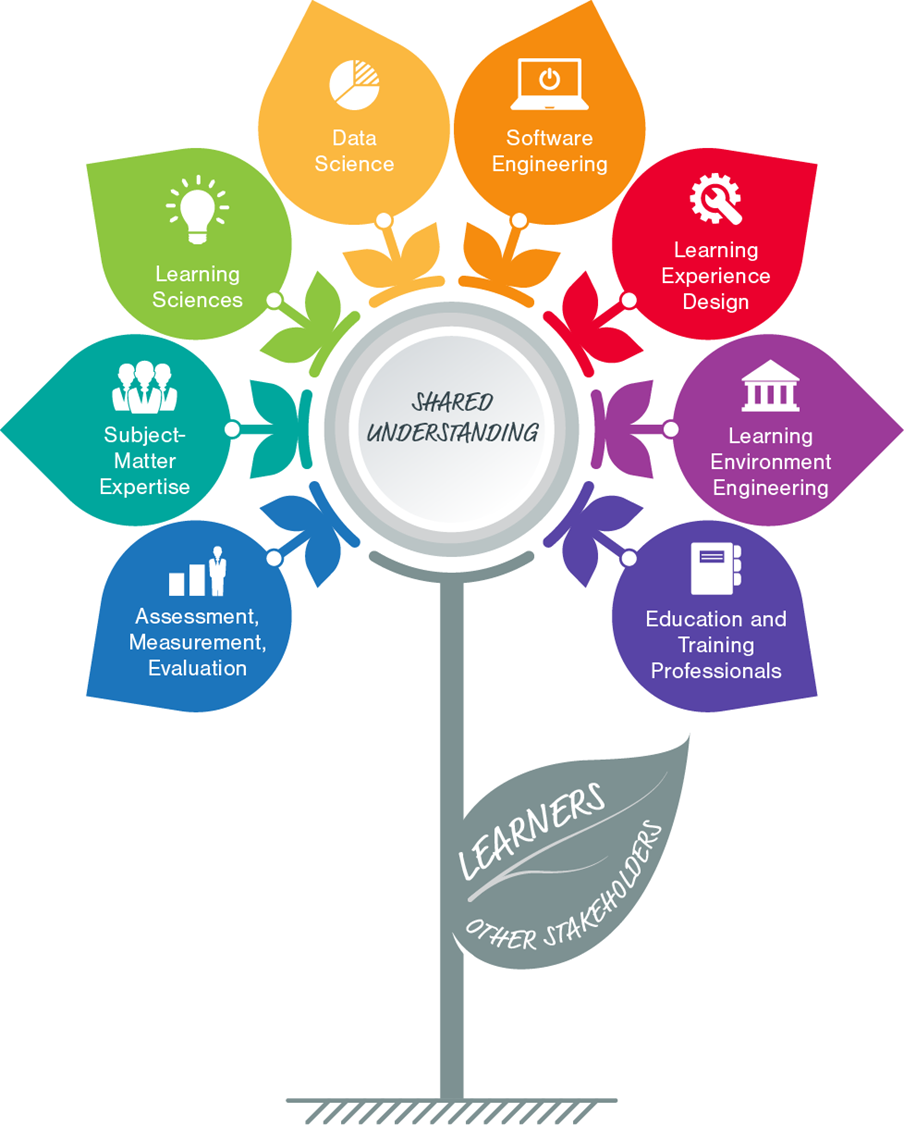 Data
Science
Software
Engineering
Learning
Sciences
Learning
Experience
Design
Subject-
Matter
Expertise
SHARED
UNDERSTANDING
Learning
Environment
Engineering
Assessment,
Measurement,
Evaluation
Education and
Training
Professionals
LEARNERS
OTHER STAKEHOLDERS